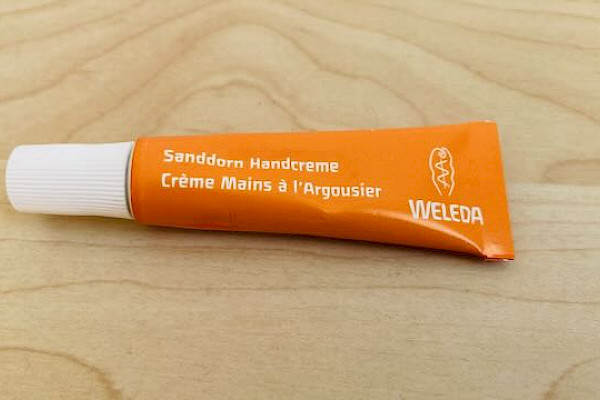 Sanddorn Handcreme
Crème Mains à l'Argousier
WELEDA